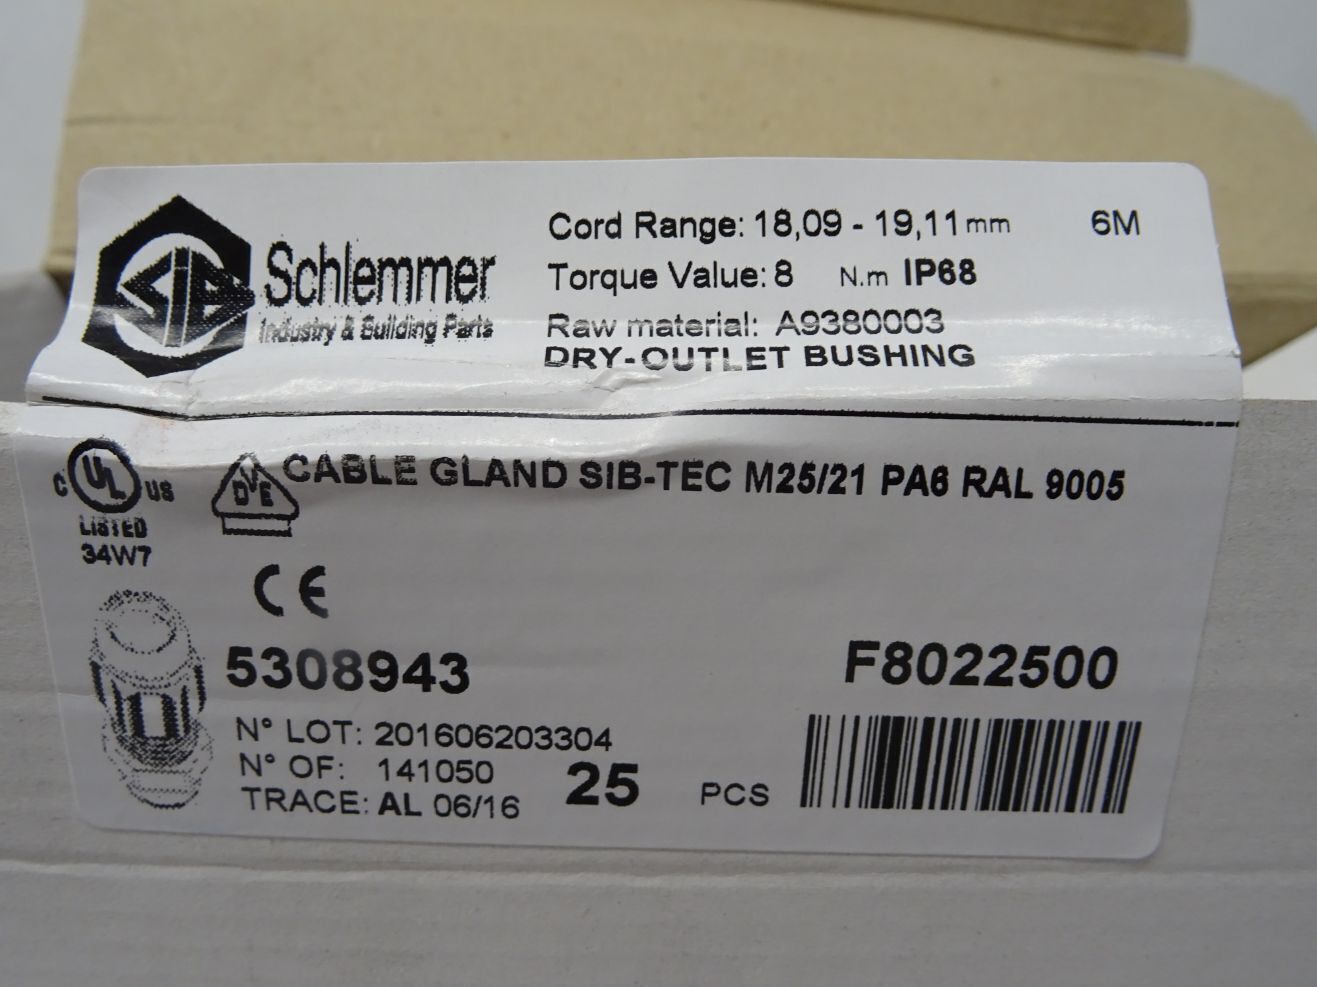 SIB
Schlemmer
Industry & Building Parts
Cord Range: 18,09 - 19,11mm 6M
Torque Value: 8 N.m IP68
Raw material: A9380003
DRY-OUTLET BUSHING
C UL US
LISTED
34W7
DVE
CABLE GLAND SIB-TEC M25/21 PA6 RAL 9005
CE
5308943 F8022500
N° LOT: 201606203304
N° OF: 141050
TRACE: AL 06/16 25 PCS